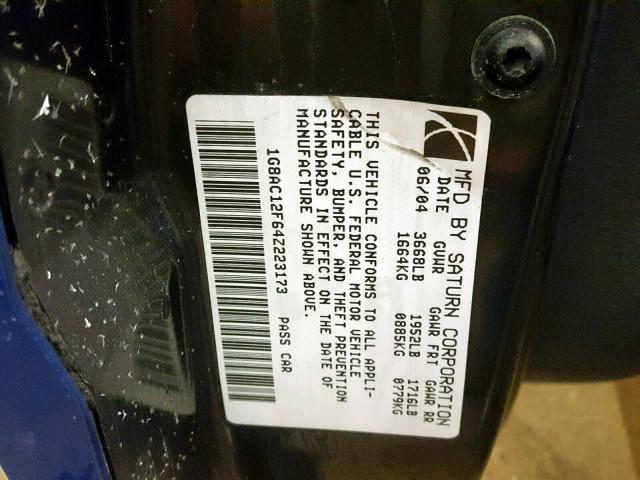 MFD BY SATURN CORPORATION
DATE GVWR GAWR FRT GAWR RR
06/04 3668LB 1952LB 1716LB
1664KG 0885KG 0779KG
THIS VEHICLE CONFORMS TO ALL APPLI-
CABLE U.S. FEDERAL MOTOR VEHICLE
SAFETY, BUMPER, AND THEFT PREVENTION
STANDARDS IN EFFECT ON THE DATE OF
MANUFACTURE SHOWN ABOVE.
1G8AC12F64Z223173 PASS CAR